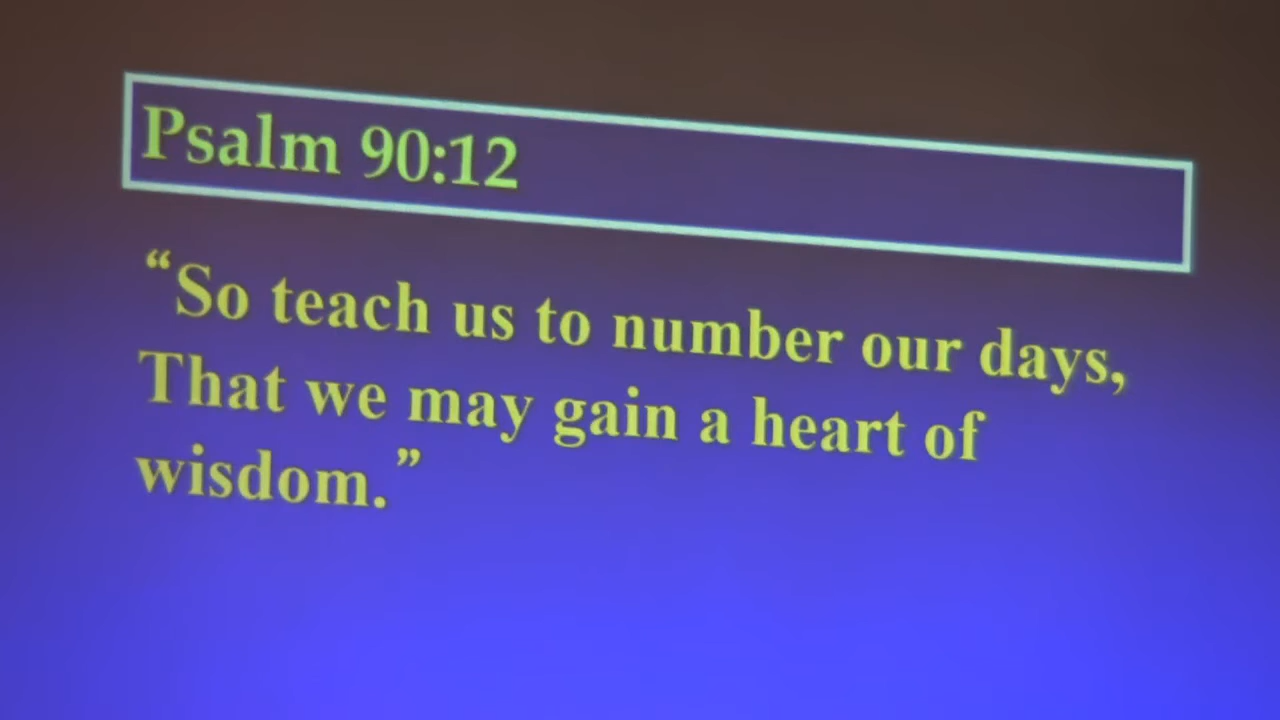 Psalm 90:12
“So teach us to number our days,
That we may gain a heart of
wisdom.”